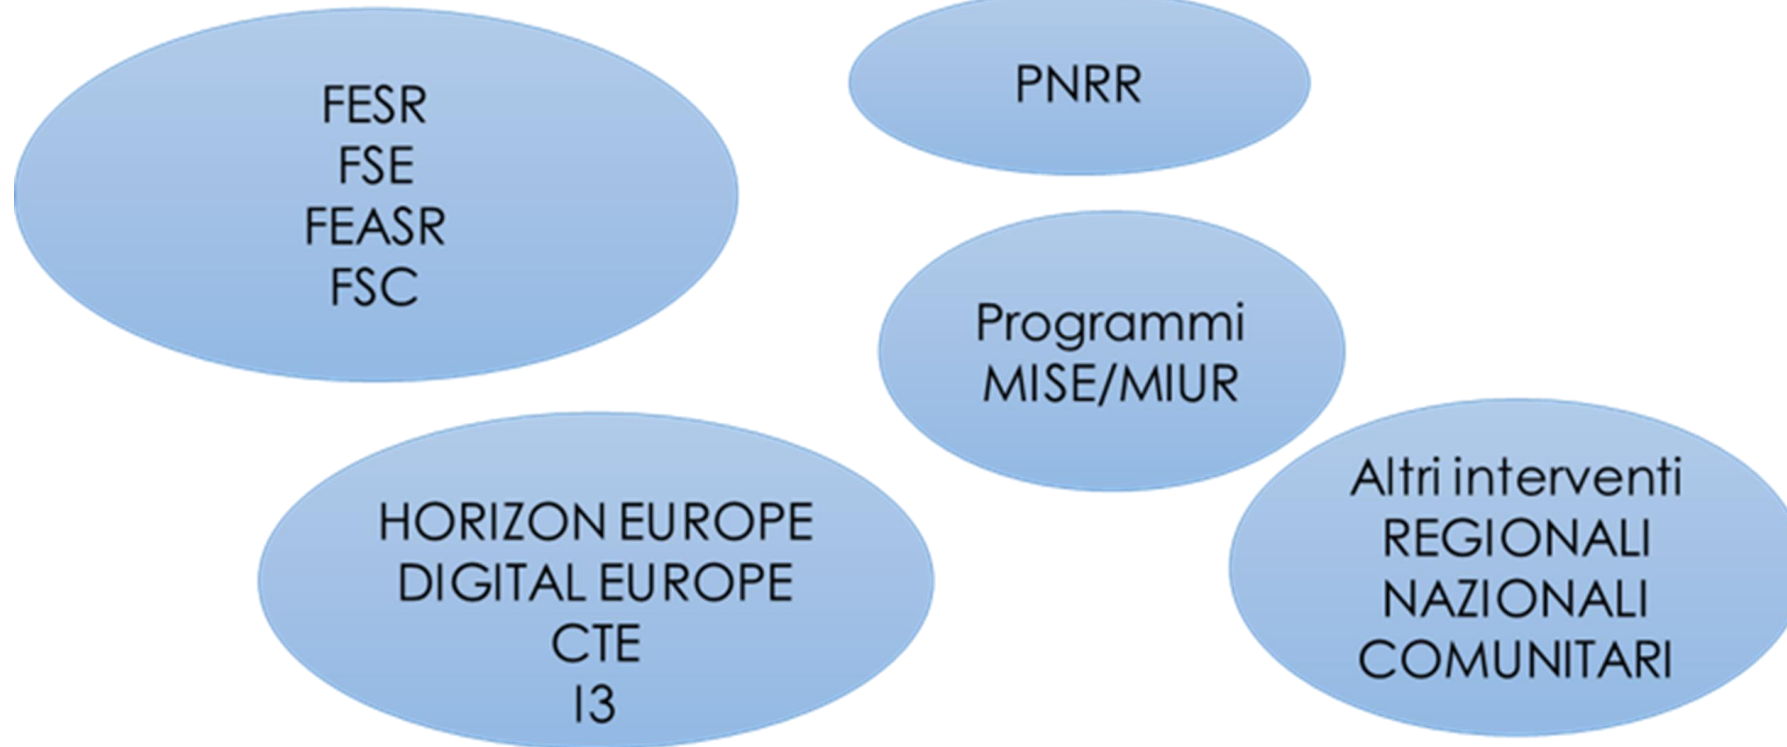 FESR
FSE
FEASR
FSC
PNRR
Programmi
MISE/MIUR
HORIZON EUROPE
DIGITAL EUROPE
CTE
I3
Altri interventi
REGIONALI
NAZIONALI
COMUNITARI